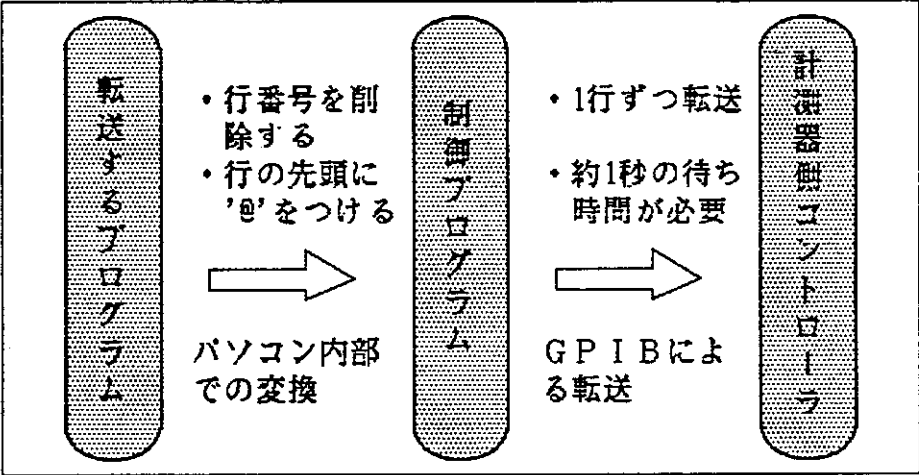 転送するプログラム
・行番号を削
除する
・行の先頭に
'@'をつける
パソコン内部
での変換
制御プログラム
・1行ずつ転送
・約1秒の待ち
時間が必要
GPIBによ
る転送
計測器側コントローラ